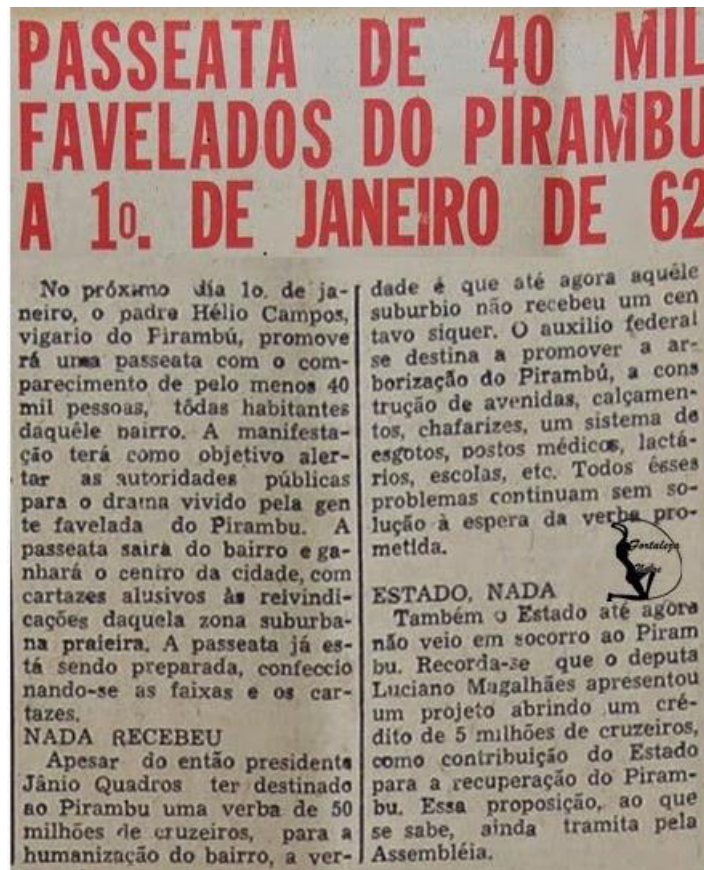 PASSEATA DE 40 MIL
FAVELADOS DO PIRAMBU
A 1o. DE JANEIRO DE 62
No próximo dia 1o. de ja-
neiro, o padre Hélio Campos,
vigario do Pirambú, promove
rá uma passeata com o com-
parecimento de pelo menos 40
mil pessoas, tôdas habitantes
daquêle bairro. A manifesta-
ção terá como objetivo aler-
tar as autoridades públicas
para o drama vivido pela gen
te favelada do Pirambu. A
passeata sairá do bairro e ga-
nhará o centro da cidade, com
cartazes alusivos às reivindi-
cações daquela zona suburba-
na praieira. A passeata já es-
tá sendo preparada, confeccio
nando-se as faixas e os car-
tazes.
NADA RECEBEU
Apesar do então presidente
Jânio Quadros ter destinado
ao Pirambu uma verba de 50
milhões de cruzeiros, para a
humanização do bairro, a ver-
dade é que até agora aquêle
suburbio não recebeu um cen
tavo siquer. O auxilio federal
se destina a promover a ar-
borização do Pirambú, a cons
trução de avenidas, calçamen-
tos, chafarizes, um sistema de
esgotos, postos médicos, lactá-
rios, escolas, etc. Todos êsses
problemas continuam sem so-
lução à espera da verba pro-
metida.
Fortaleza
Nobre
ESTADO, NADA
Também o Estado até agora
não veio em socorro ao Piram
bu. Recorda-se que o deputa
Luciano Magalhães apresentou
um projeto abrindo um cré-
dito de 5 milhões de cruzeiros,
como contribuição do Estado
para a recuperação do Piram-
bu. Essa proposição, ao que
se sabe, ainda tramita pela
Assembléia.